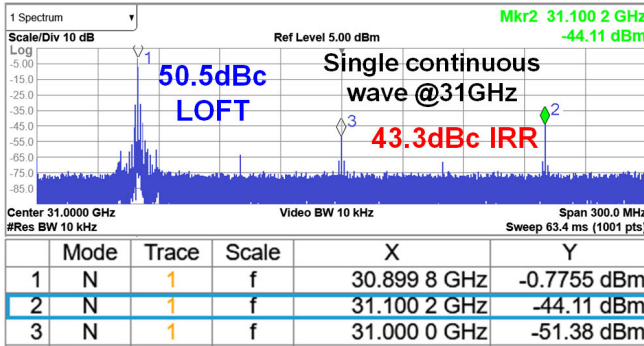 1 Spectrum
Mkr2 31.100 2 GHz
Scale/Div 10 dB
Ref Level 5.00 dBm
-44.11 dBm
Log
1
-5.00
50.5dBc
LOFT
Single continuous
wave @31GHz
-15.0
-25.0
-35.0
3
2
-45.0
43.3dBc IRR
-55.0
-65.0
-75.0
-85.0
Center 31.0000 GHz
Video BW 10 kHz
Span 300.0 MHz
#Res BW 10 kHz
Sweep 63.4 ms (1001 pts)
Mode Trace Scale X Y
1 N 1 f 30.899 8 GHz -0.7755 dBm
2 N 1 f 31.100 2 GHz -44.11 dBm
3 N 1 f 31.000 0 GHz -51.38 dBm